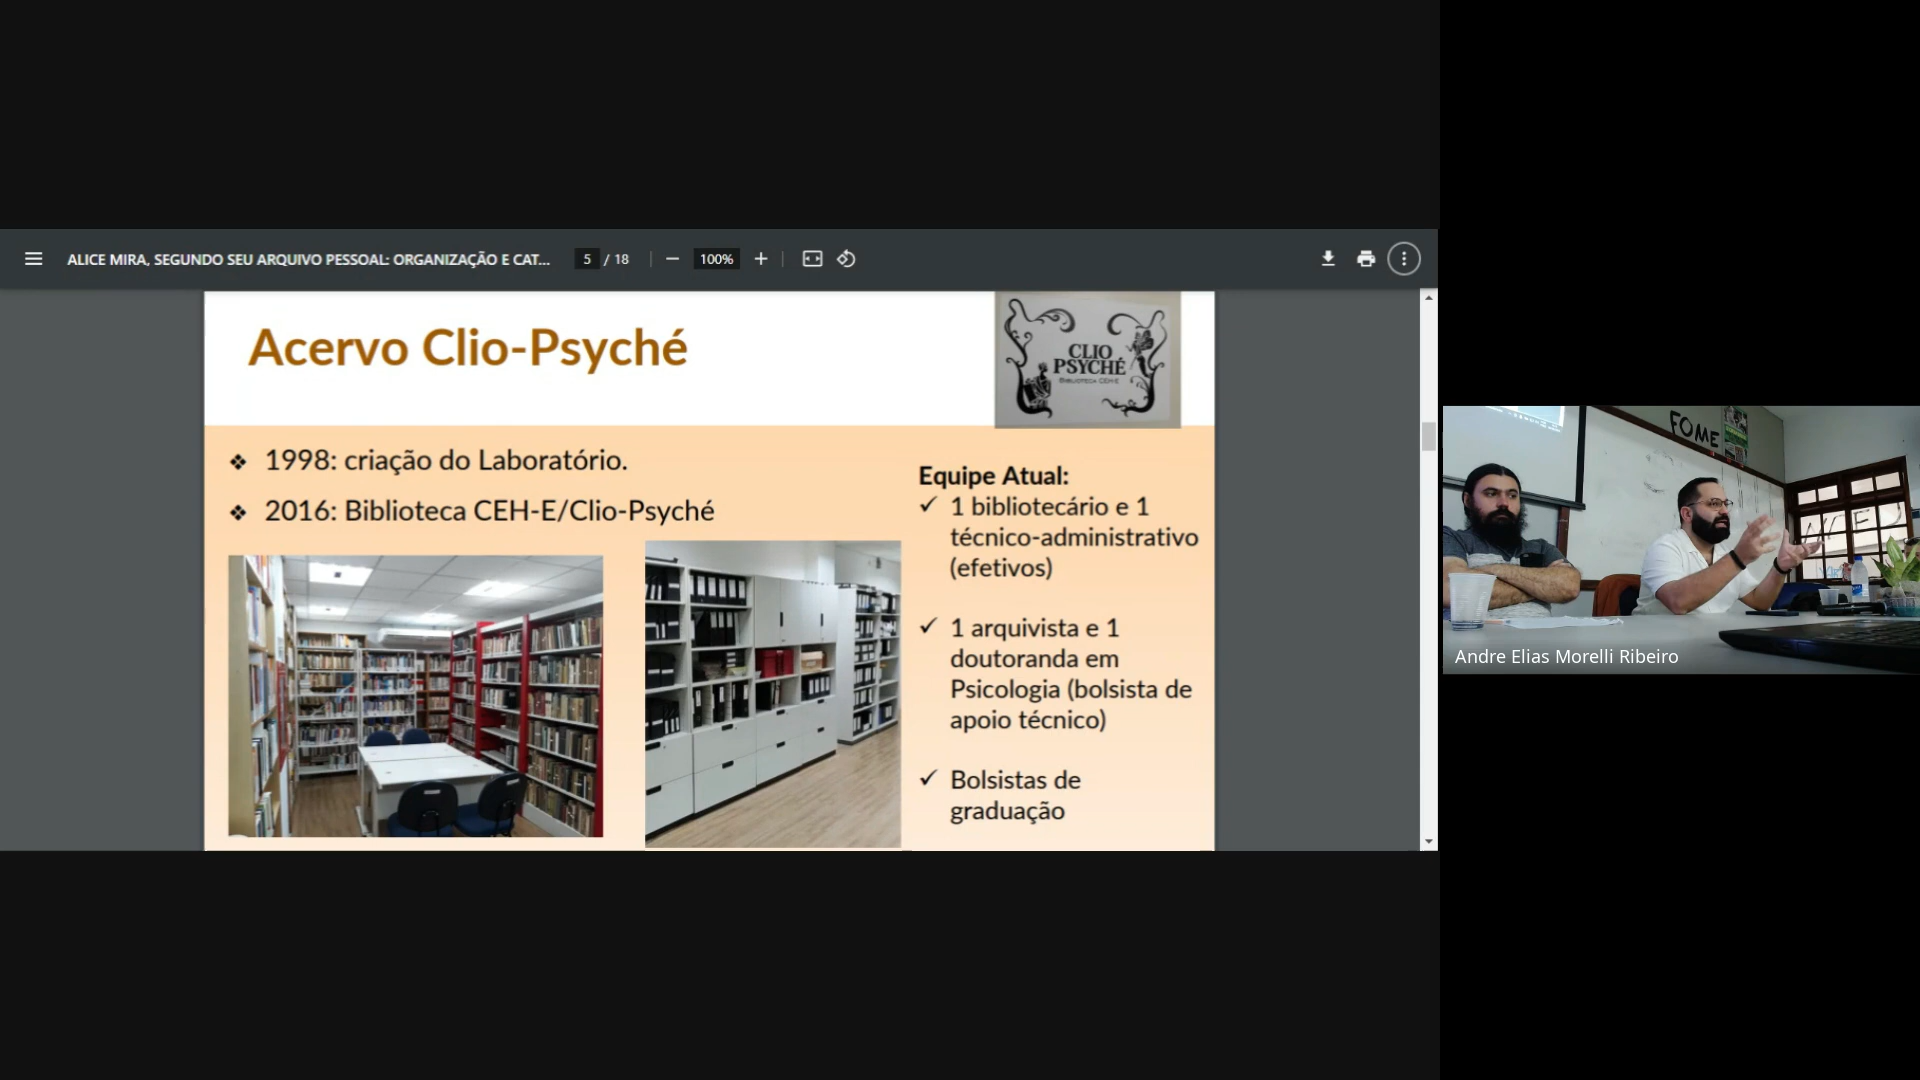 ALICE MIRA, SEGUNDO SEU ARQUIVO PESSOAL: ORGANIZAÇÃO E CAT...
5 / 18
100%
Acervo Clio-Psyché
CLIO
PSYCHÉ
BIBLIOTECA CEH-E
❖ 1998: criação do Laboratório.
❖ 2016: Biblioteca CEH-E/Clio-Psyché
Equipe Atual:
✓ 1 bibliotecário e 1
técnico-administrativo
(efetivos)
✓ 1 arquivista e 1
doutoranda em
Psicologia (bolsista de
apoio técnico)
✓ Bolsistas de
graduação
FOME
Andre Elias Morelli Ribeiro